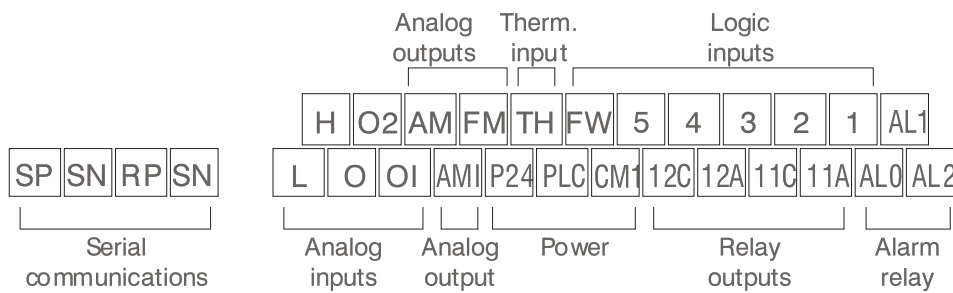 Analog Therm. Logic
outputs input inputs
H O2 AM FM TH FW 5 4 3 2 1 AL1
SP SN RP SN L O OI AMI P24 PLC CM1 12C 12A 11C 11A AL0 AL2
Serial Analog Analog Power Relay Alarm
communications inputs output outputs relay